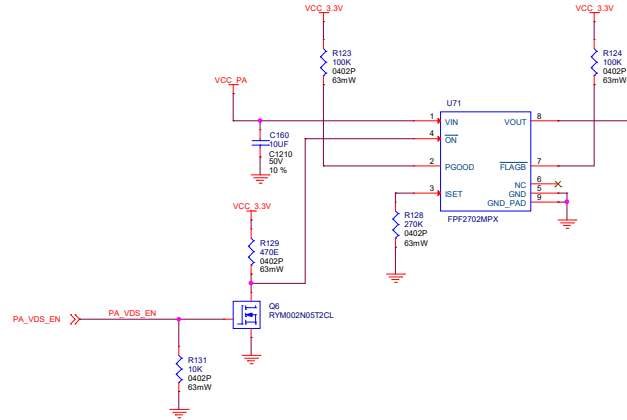 VCC_3.3V
VCC_3.3V
R123
100K
0402P
63mW
R124
100K
0402P
63mW
VCC_PA
U71
1
VIN
VOUT
8
4
ON
C160
10UF
C1210
50V
10 %
2
PGOOD
FLAGB
7
NC
6
3
ISET
GND
5
GND_PAD
9
FPF2702MPX
VCC_3.3V
R128
270K
0402P
63mW
R129
470E
0402P
63mW
Q6
RYM002N05T2CL
PA_VDS_EN
PA_VDS_EN
R131
10K
0402P
63mW